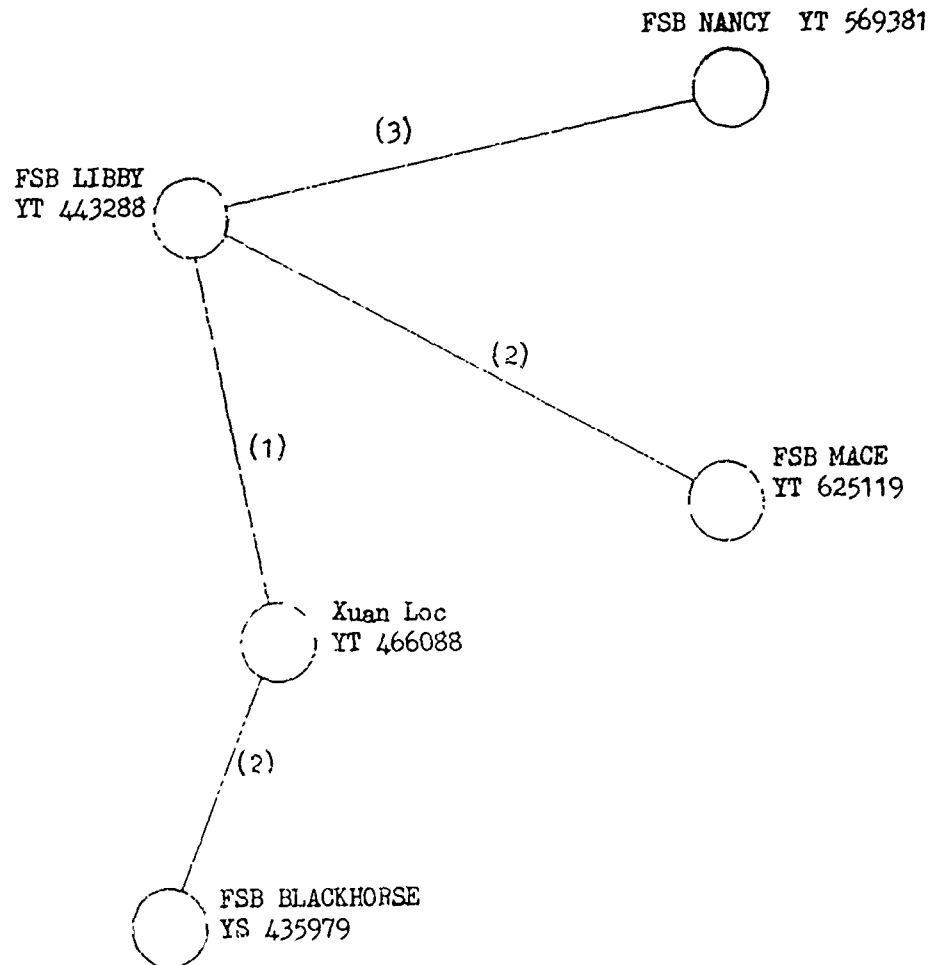 FSB NANCY YT 569381
(3)
FSB LIBBY
YT 443288
(2)
(1)
FSB MACE
YT 625119
Xuan Loc
YT 466088
(2)
FSB BLACKHORSE
YS 435979